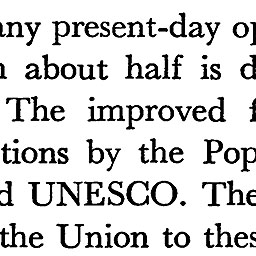 any present-day op
n about half is d
The improved f
tions by the Pop
d UNESCO. The
the Union to thes